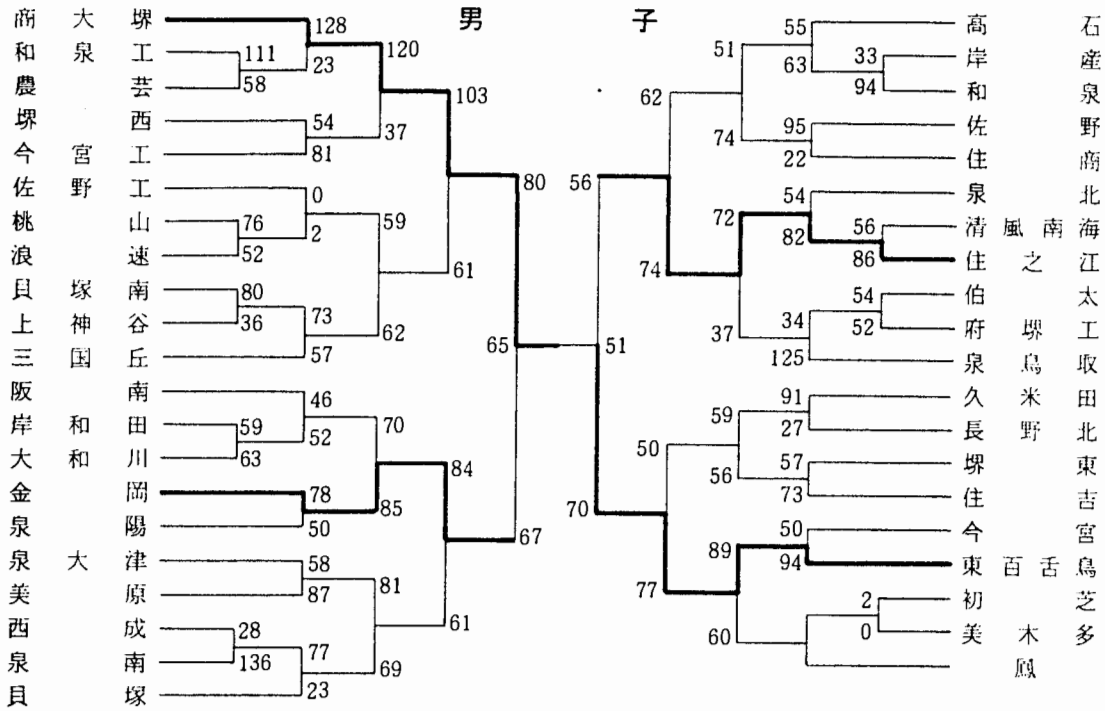 男子
商大堺
128
和泉工
111
120
23
農芸
58
103
堺西
54
37
今宮工
81
80
佐野工
0
桃山
76
59
2
浪速
52
61
貝塚南
80
上神谷
36
73
62
三国丘
57
65
阪南
46
岸和田
59
70
52
大和川
63
84
金岡
78
85
泉陽
50
67
泉大津
58
81
美原
87
61
西成
28
泉南
136
77
69
貝塚
23
高石
55
51
岸産
33
63
和泉
94
62
佐野
95
74
住商
22
56
泉北
54
72
清風南海
56
82
住之江
86
74
伯太
54
34
府堺工
52
37
泉鳥取
125
51
久米田
91
59
長野北
27
50
堺東
57
56
住吉
73
70
今宮
50
89
東百舌鳥
94
77
初芝
2
美木多
0
60
鳳